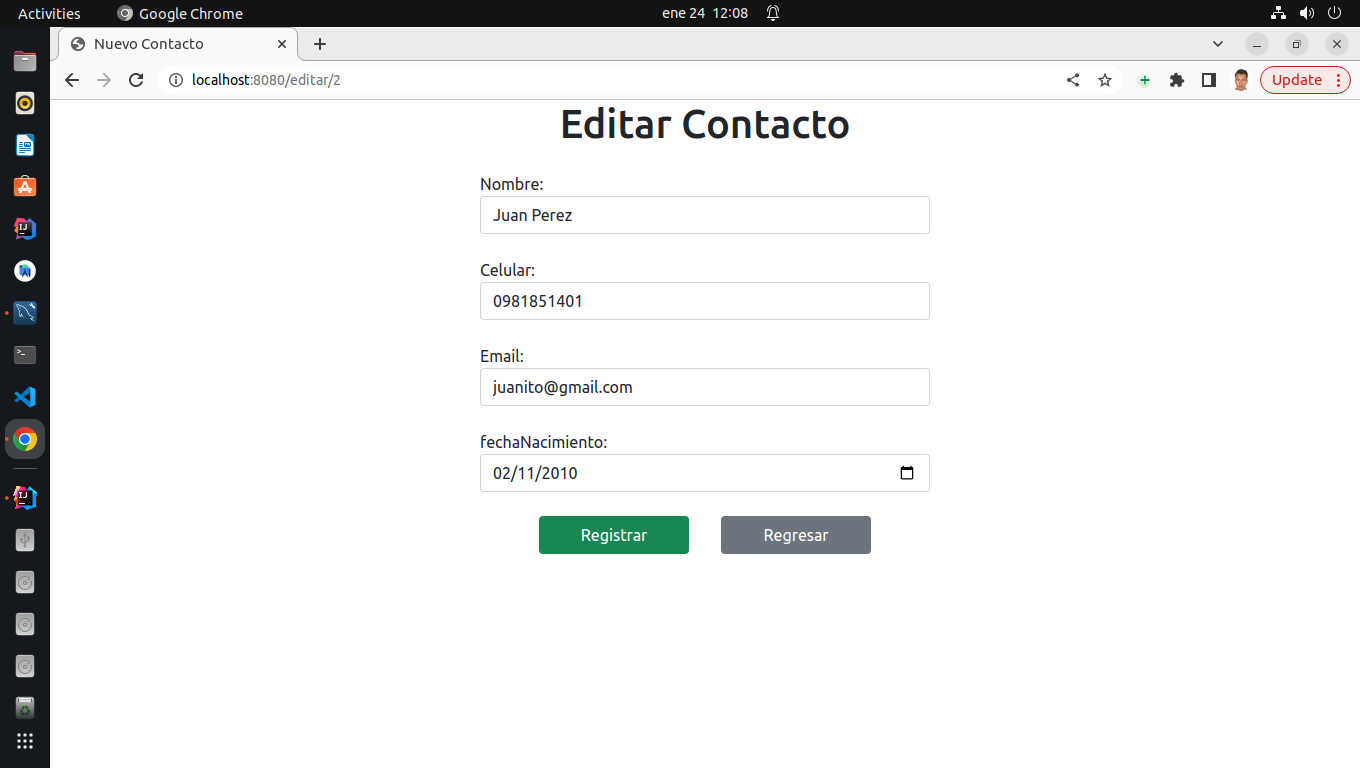 Activities Google Chrome ene 24 12:08
Nuevo Contacto
localhost:8080/editar/2 Update
Editar Contacto
Nombre:
Juan Perez
Celular:
0981851401
Email:
juanito@gmail.com
fechaNacimiento:
02/11/2010
Registrar Regresar